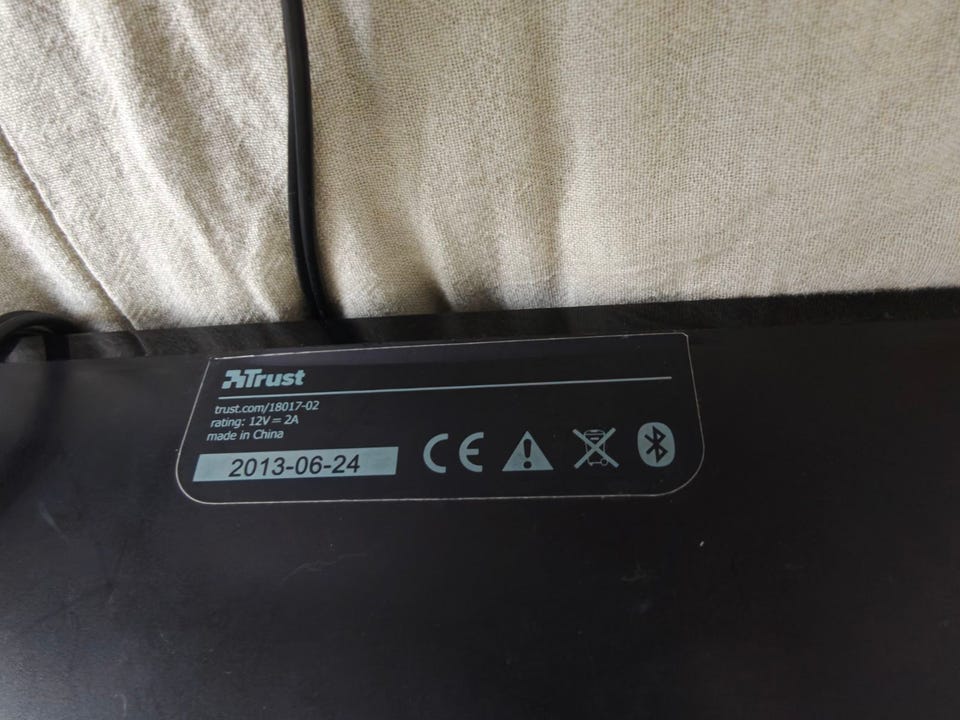 Trust
trust.com/18017-02
rating: 12V = 2A
made in China
2013-06-24
CE